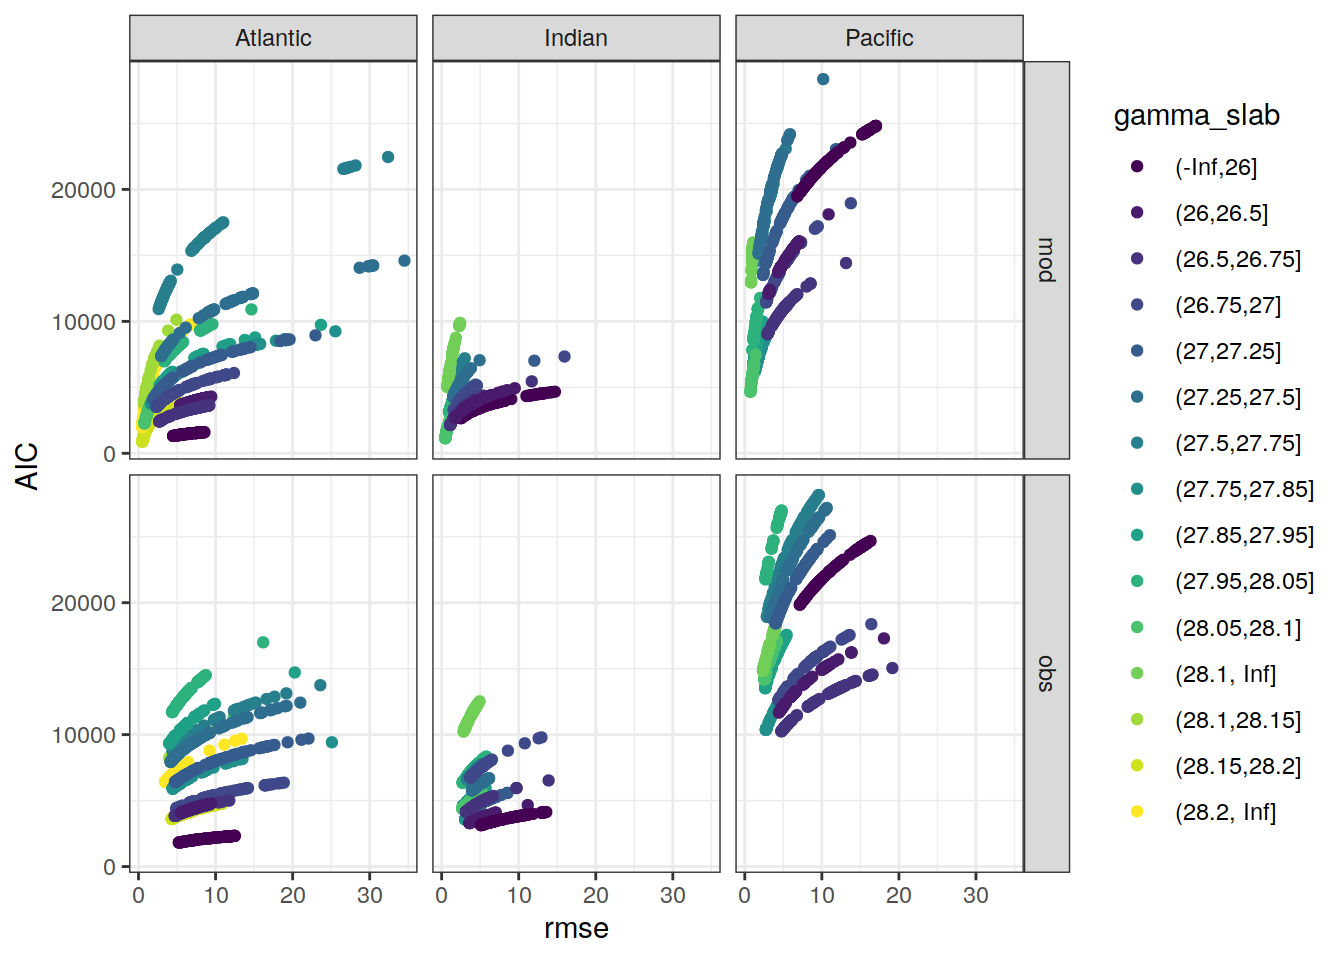 Atlantic Indian Pacific
mod
obs
AIC
20000
10000
0
20000
10000
0
0 10 20 30 0 10 20 30 0 10 20 30
rmse
gamma_slab
(-Inf,26]
(26,26.5]
(26.5,26.75]
(26.75,27]
(27,27.25]
(27.25,27.5]
(27.5,27.75]
(27.75,27.85]
(27.85,27.95]
(27.95,28.05]
(28.05,28.1]
(28.1, Inf]
(28.1,28.15]
(28.15,28.2]
(28.2, Inf]